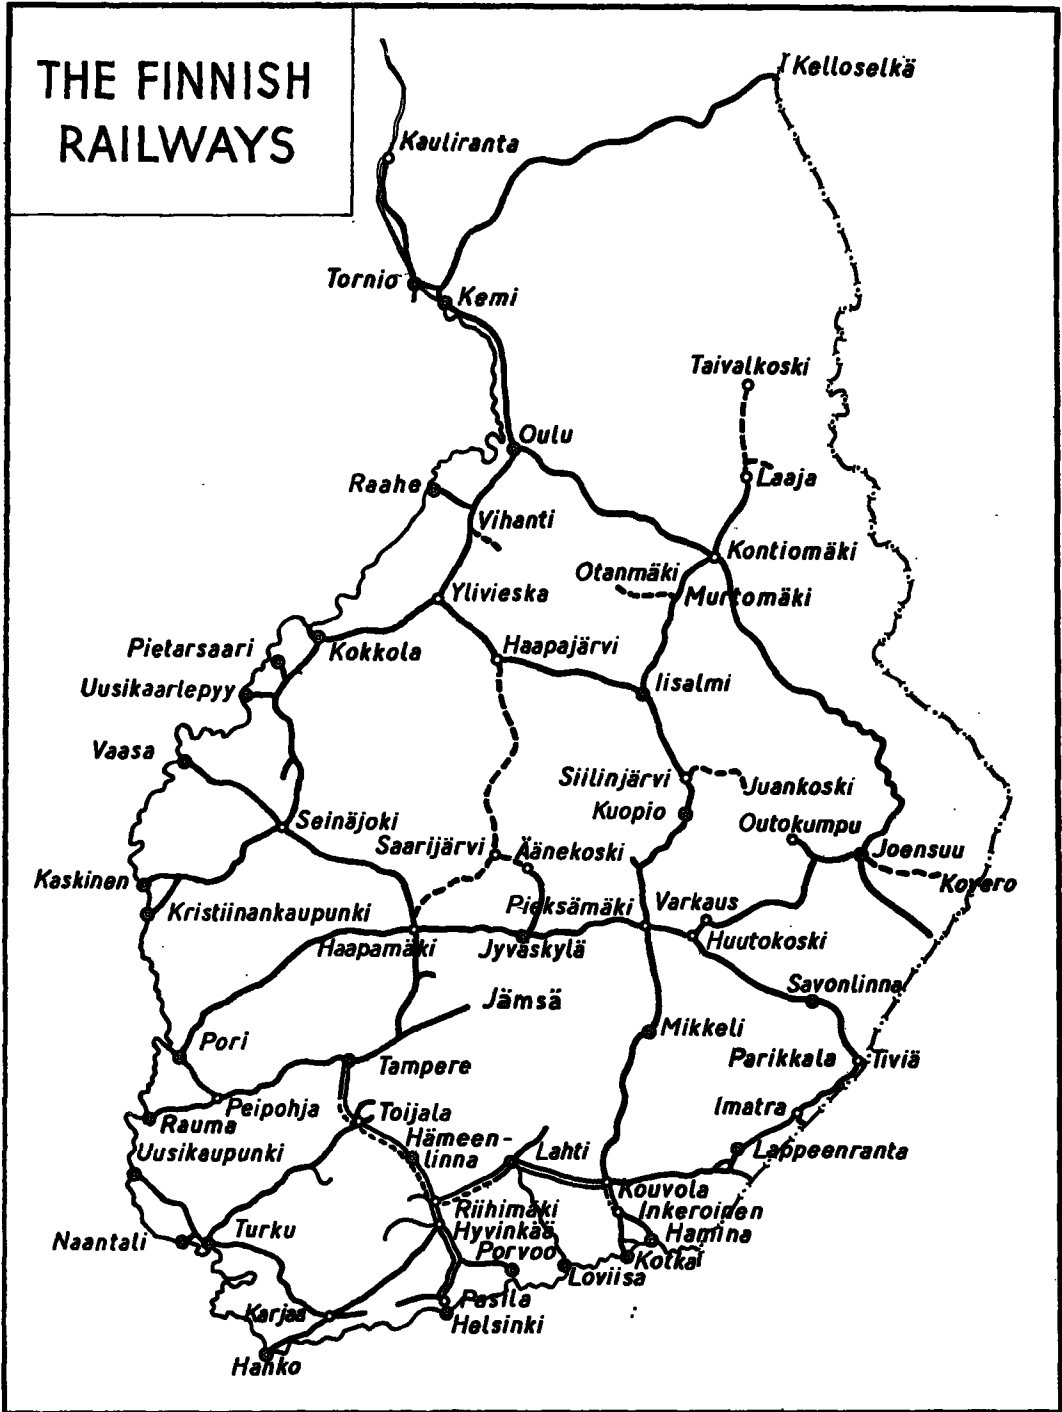 THE FINNISH
RAILWAYS
Kelloselkä
Kauliranta
Tornio
Kemi
Taivalkoski
Oulu
Laaja
Raahe
Vihanti
Kontiomäki
Otanmäki
Murtomäki
Ylivieska
Pietarsaari
Kokkola
Haapajärvi
Uusikaarlepyy
Iisalmi
Vaasa
Siilinjärvi
Juankoski
Kuopio
Outokumpu
Seinäjoki
Saarijärvi
Äänekoski
Joensuu
Kaskinen
Kovero
Kristiinankaupunki
Pieksämäki
Varkaus
Haapamäki
Jyväskylä
Huutokoski
Savonlinna
Jämsä
Mikkeli
Pori
Parikkala
Tiviä
Tampere
Imatra
Peipohja
Toijala
Rauma
Hämeen-
linna
Lahti
Lappeenranta
Uusikaupunki
Kouvola
Riihimäki
Inkeroinen
Naantali
Turku
Hyvinkää
Hamina
Porvoo
Kotka
Loviisa
Karjaa
Pasila
Helsinki
Hanko